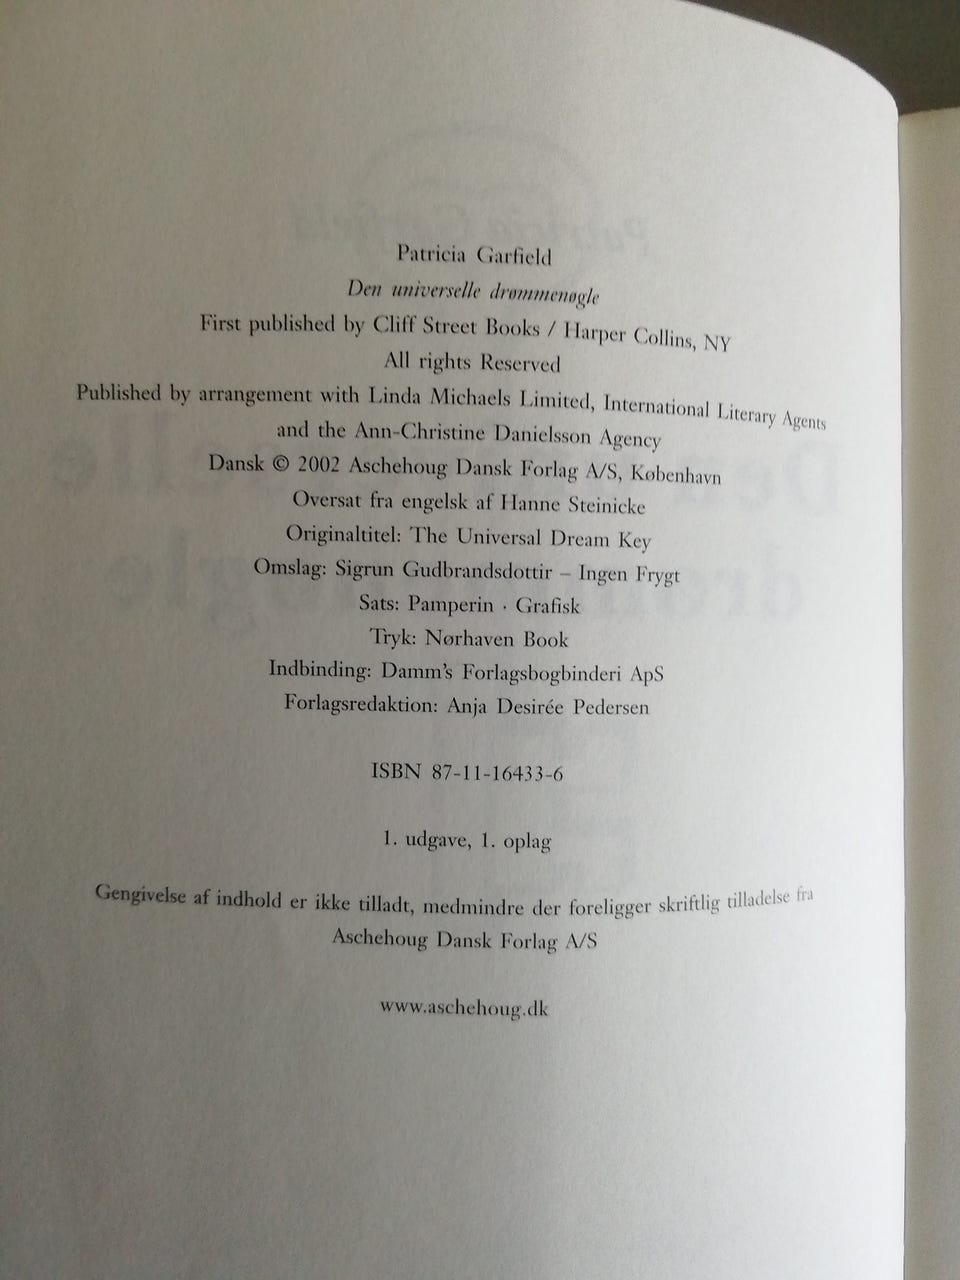 Patricia Garfield
Den universelle drømmenøgle
First published by Cliff Street Books / Harper Collins, NY
All rights Reserved
Published by arrangement with Linda Michaels Limited, International Literary Agents
and the Ann-Christine Danielsson Agency
Dansk © 2002 Aschehoug Dansk Forlag A/S, København
Oversat fra engelsk af Hanne Steinicke
Originaltitel: The Universal Dream Key
Omslag: Sigrun Gudbrandsdottir – Ingen Frygt
Sats: Pamperin · Grafisk
Tryk: Nørhaven Book
Indbinding: Damm's Forlagsbogbinderi ApS
Forlagsredaktion: Anja Desirée Pedersen
ISBN 87-11-16433-6
1. udgave, 1. oplag
Gengivelse af indhold er ikke tilladt, medmindre der foreligger skriftlig tilladelse fra
Aschehoug Dansk Forlag A/S
www.aschehoug.dk